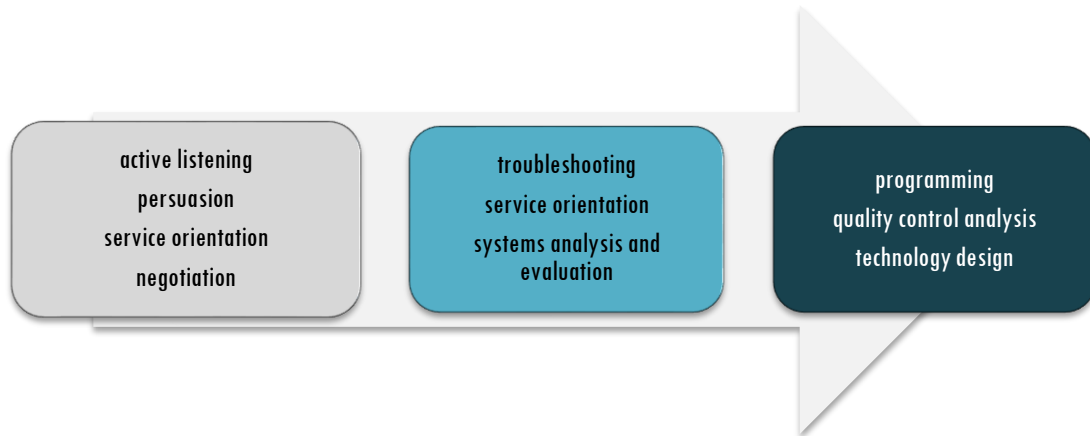 active listening
persuasion
service orientation
negotiation
troubleshooting
service orientation
systems analysis and
evaluation
programming
quality control analysis
technology design